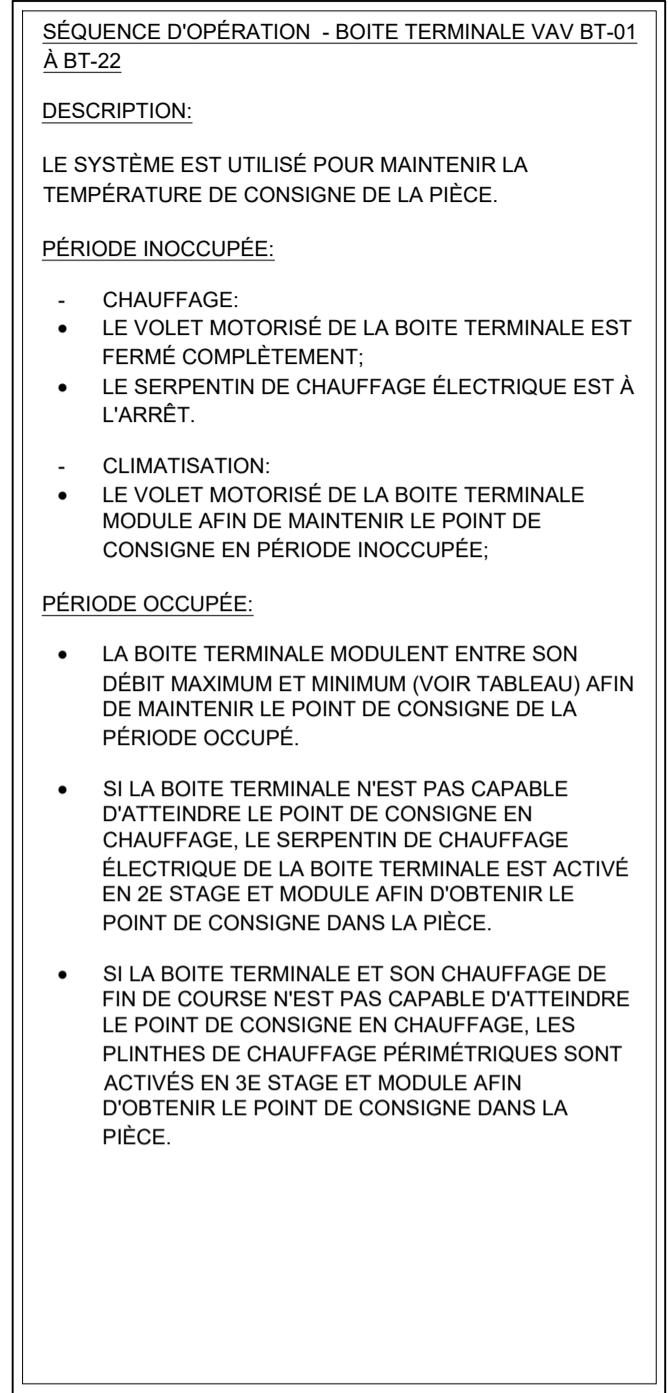 SÉQUENCE D'OPÉRATION - BOITE TERMINALE VAV BT-01
À BT-22
DESCRIPTION:
LE SYSTÈME EST UTILISÉ POUR MAINTENIR LA
TEMPÉRATURE DE CONSIGNE DE LA PIÈCE.
PÉRIODE INOCCUPÉE:
- CHAUFFAGE:
• LE VOLET MOTORISÉ DE LA BOITE TERMINALE EST
FERMÉ COMPLÈTEMENT;
• LE SERPENTIN DE CHAUFFAGE ÉLECTRIQUE EST À
L'ARRÊT.
- CLIMATISATION:
• LE VOLET MOTORISÉ DE LA BOITE TERMINALE
MODULE AFIN DE MAINTENIR LE POINT DE
CONSIGNE EN PÉRIODE INOCCUPÉE;
PÉRIODE OCCUPÉE:
• LA BOITE TERMINALE MODULENT ENTRE SON
DÉBIT MAXIMUM ET MINIMUM (VOIR TABLEAU) AFIN
DE MAINTENIR LE POINT DE CONSIGNE DE LA
PÉRIODE OCCUPÉ.
• SI LA BOITE TERMINALE N'EST PAS CAPABLE
D'ATTEINDRE LE POINT DE CONSIGNE EN
CHAUFFAGE, LE SERPENTIN DE CHAUFFAGE
ÉLECTRIQUE DE LA BOITE TERMINALE EST ACTIVÉ
EN 2E STAGE ET MODULE AFIN D'OBTENIR LE
POINT DE CONSIGNE DANS LA PIÈCE.
• SI LA BOITE TERMINALE ET SON CHAUFFAGE DE
FIN DE COURSE N'EST PAS CAPABLE D'ATTEINDRE
LE POINT DE CONSIGNE EN CHAUFFAGE, LES
PLINTHES DE CHAUFFAGE PÉRIMÉTRIQUES SONT
ACTIVÉS EN 3E STAGE ET MODULE AFIN
D'OBTENIR LE POINT DE CONSIGNE DANS LA
PIÈCE.